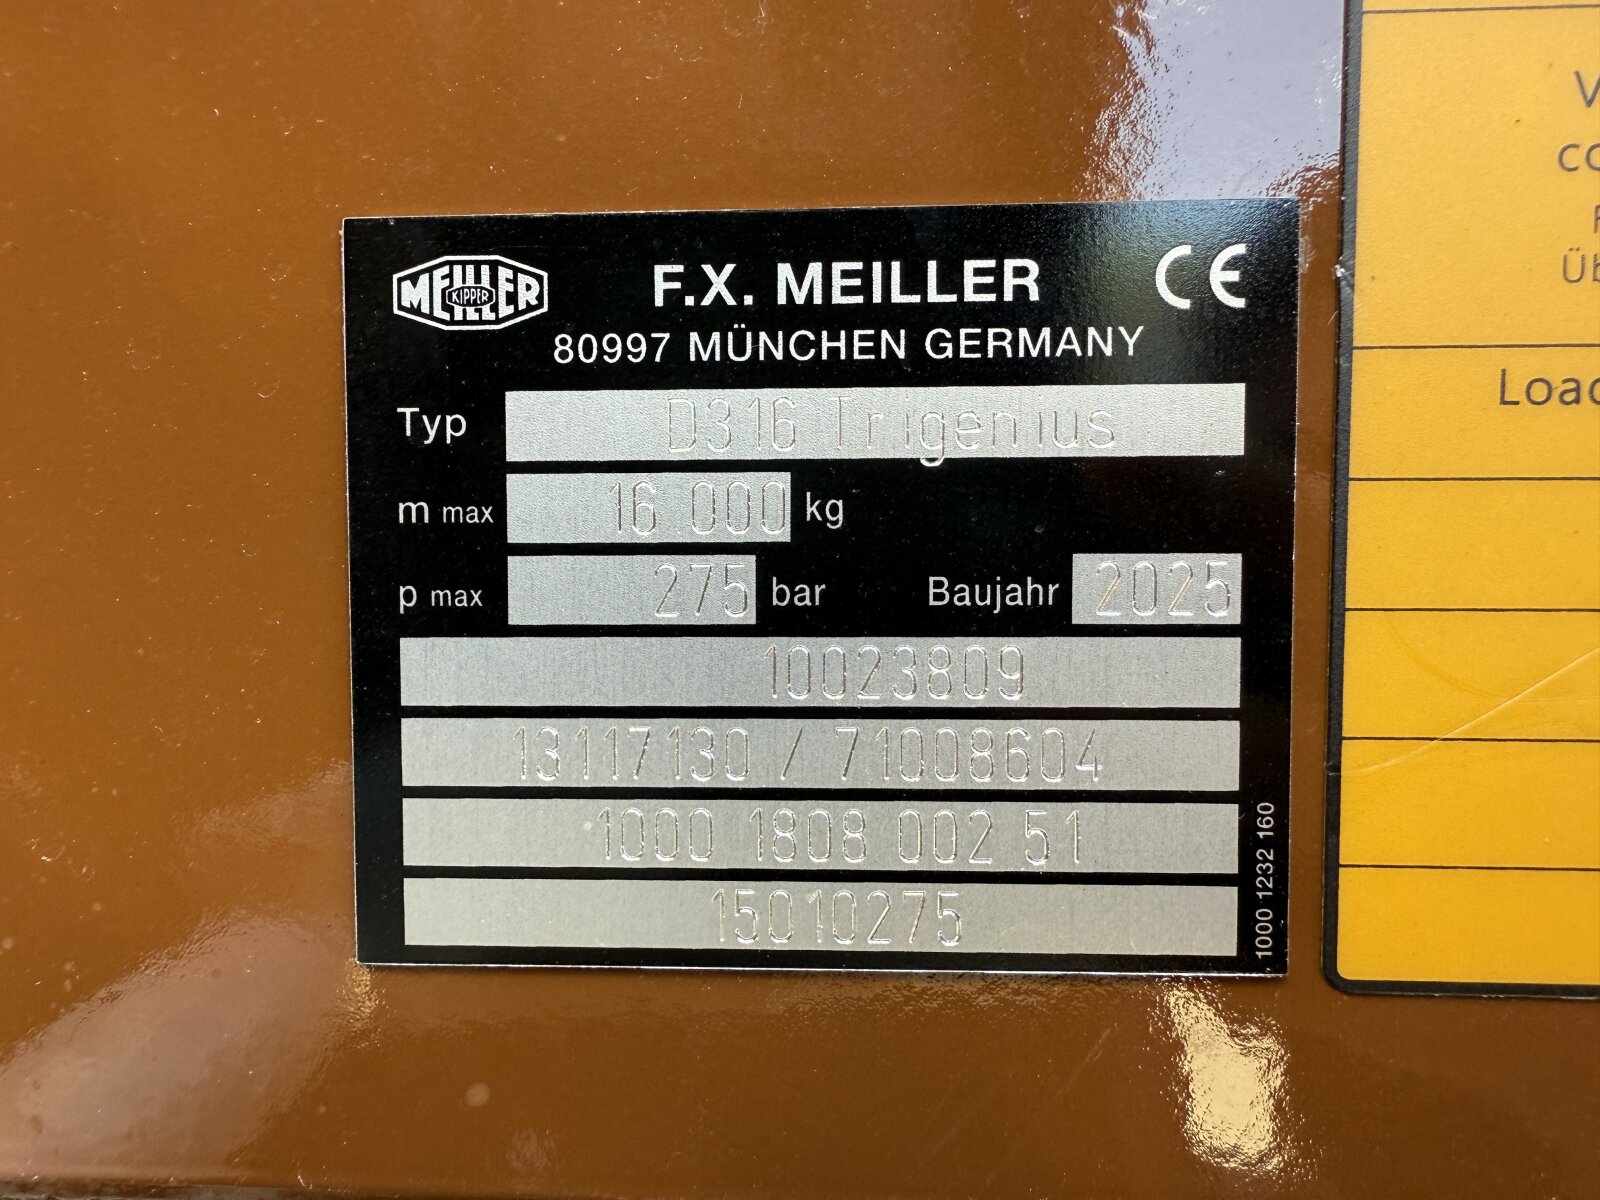 MEILLER
KIPPER
F.X. MEILLER CE
80997 MÜNCHEN GERMANY
Typ D316 Trigenius
m max 16 000 kg
p max 275 bar Baujahr 2025
10023809
13117130 / 71008604
1000 1808 002 51
15010275
1000 1232 160